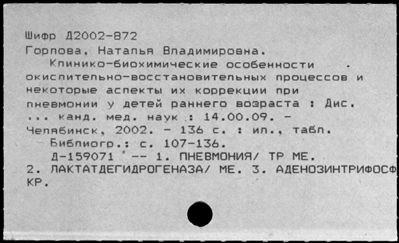 Шифр Д2002-872
Горлова, Наталья Владимировна.
Клинико-биохимические особенности
окислительно-восстановительных процессов и
некоторые аспекты их коррекции при
пневмонии у детей раннего возраста : Дис.
... канд. мед. наук : 14.00.09. -
Челябинск, 2002. - 136 с. : ил., табл.
Библиогр.: с. 107-136.
Д-159071 -- 1. ПНЕВМОНИЯ/ ТР МЕ.
2. ЛАКТАТДЕГИДРОГЕНАЗА/ МЕ. 3. АДЕНОЗИНТРИФОСФ
КР.